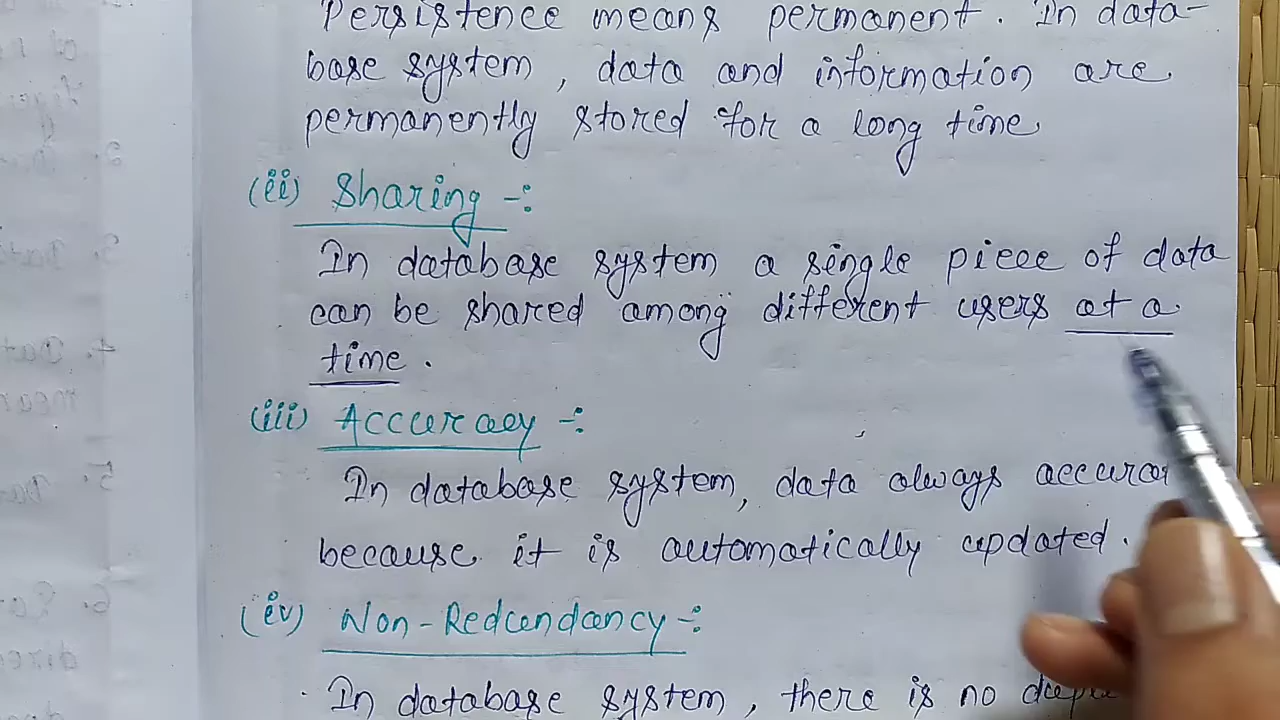 Persistence means permanent. In data-
base system, data and information are
permanently stored for a long time
(ii) Sharing -:
In database system a single piece of data
can be shared among different users at a
time.
(iii) Accuracy -:
In database system, data always
because it is automatically updated.
(iv) Non-Redundancy -:
In database system, there is no